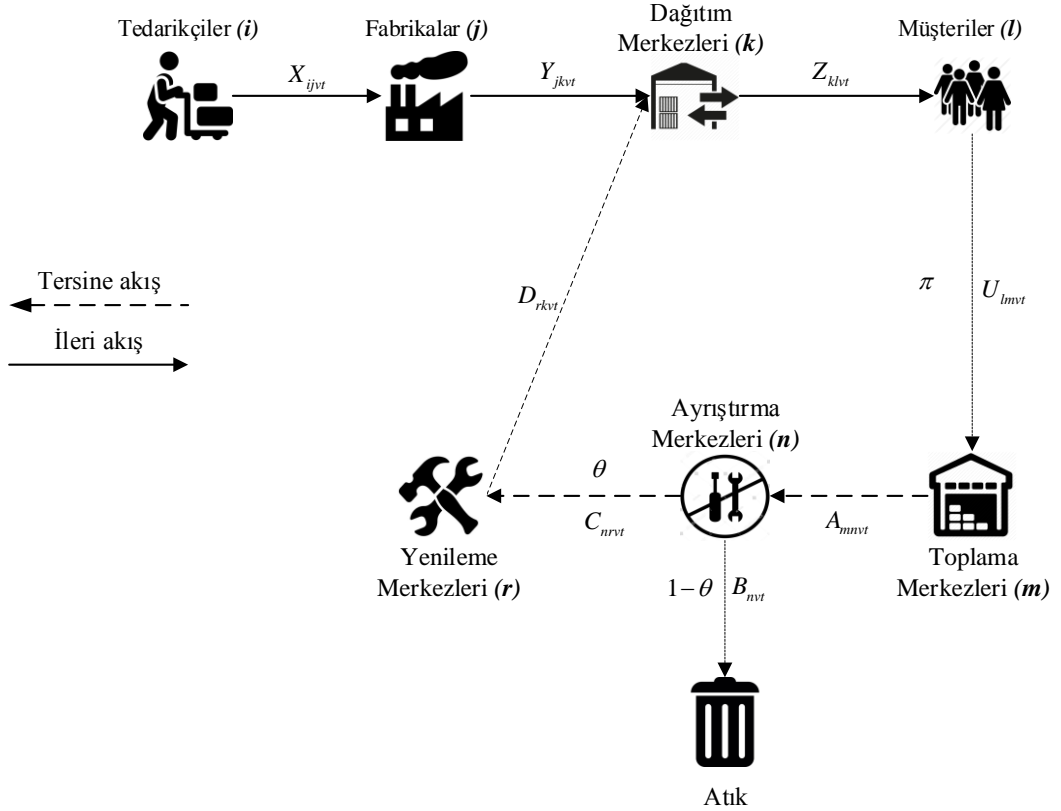 Tedarikçiler (i)
Fabrikalar (j)
Dağıtım
Merkezleri (k)
Müşteriler (l)
X_ijvt
Y_jkvt
Z_klvt
Tersine akış
İleri akış
D_rkvt
π
U_lmvt
Ayrıştırma
Merkezleri (n)
θ
C_nrvt
A_mnvt
Yenileme
Merkezleri (r)
1−θ
B_nvt
Toplama
Merkezleri (m)
Atık